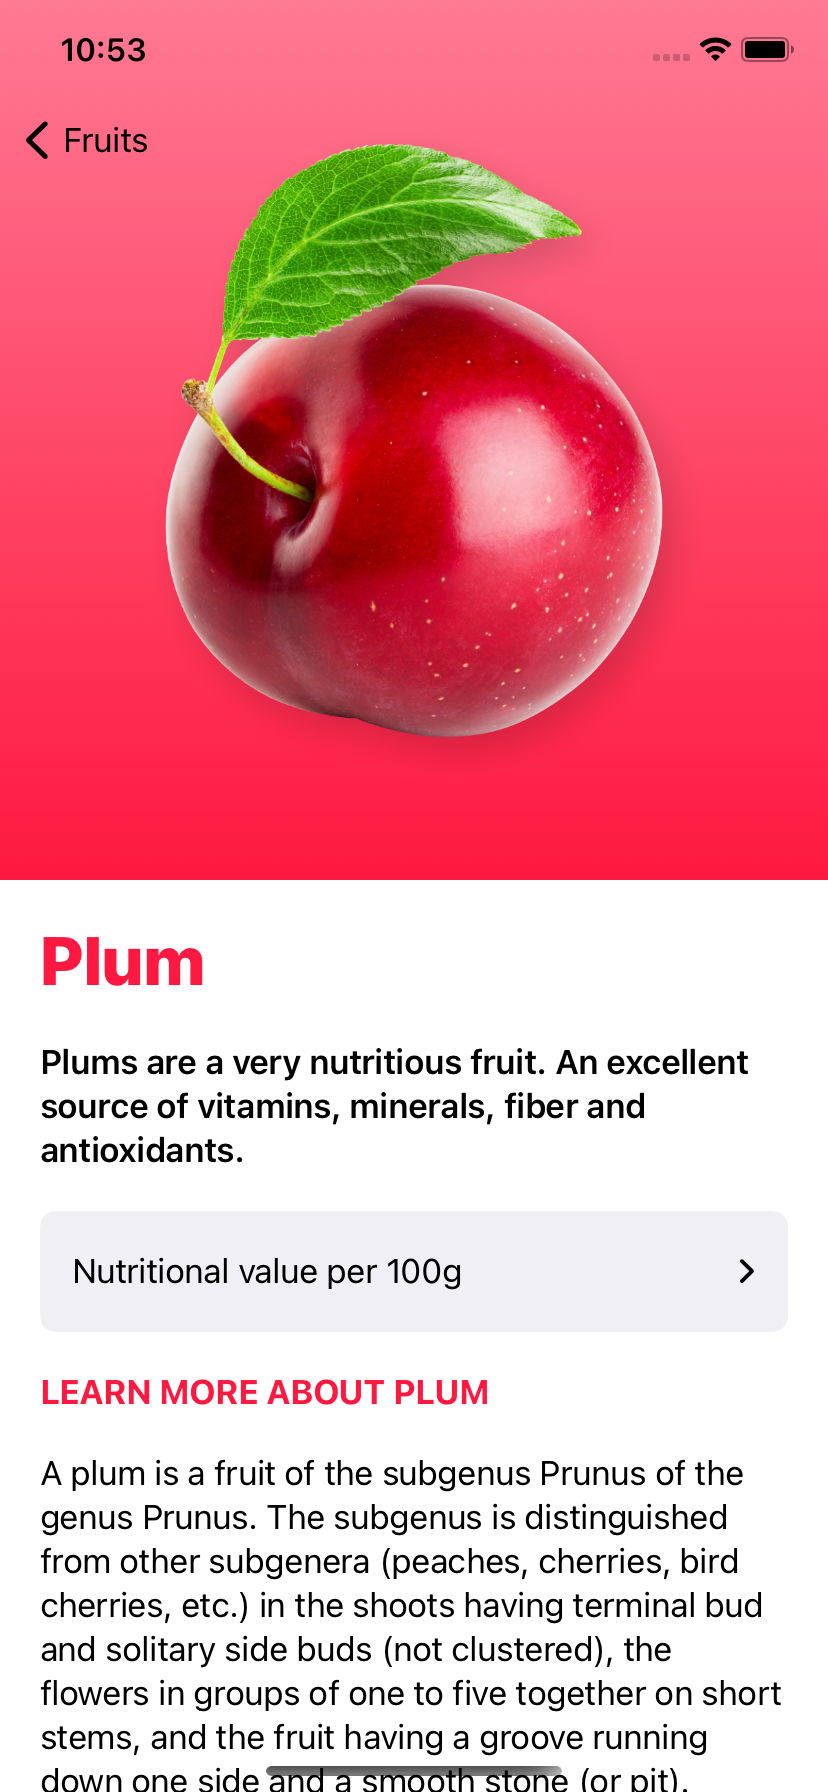 10:53
Fruits
Plum
Plums are a very nutritious fruit. An excellent
source of vitamins, minerals, fiber and
antioxidants.
Nutritional value per 100g
LEARN MORE ABOUT PLUM
A plum is a fruit of the subgenus Prunus of the
genus Prunus. The subgenus is distinguished
from other subgenera (peaches, cherries, bird
cherries, etc.) in the shoots having terminal bud
and solitary side buds (not clustered), the
flowers in groups of one to five together on short
stems, and the fruit having a groove running
down one side and a smooth stone (or pit).